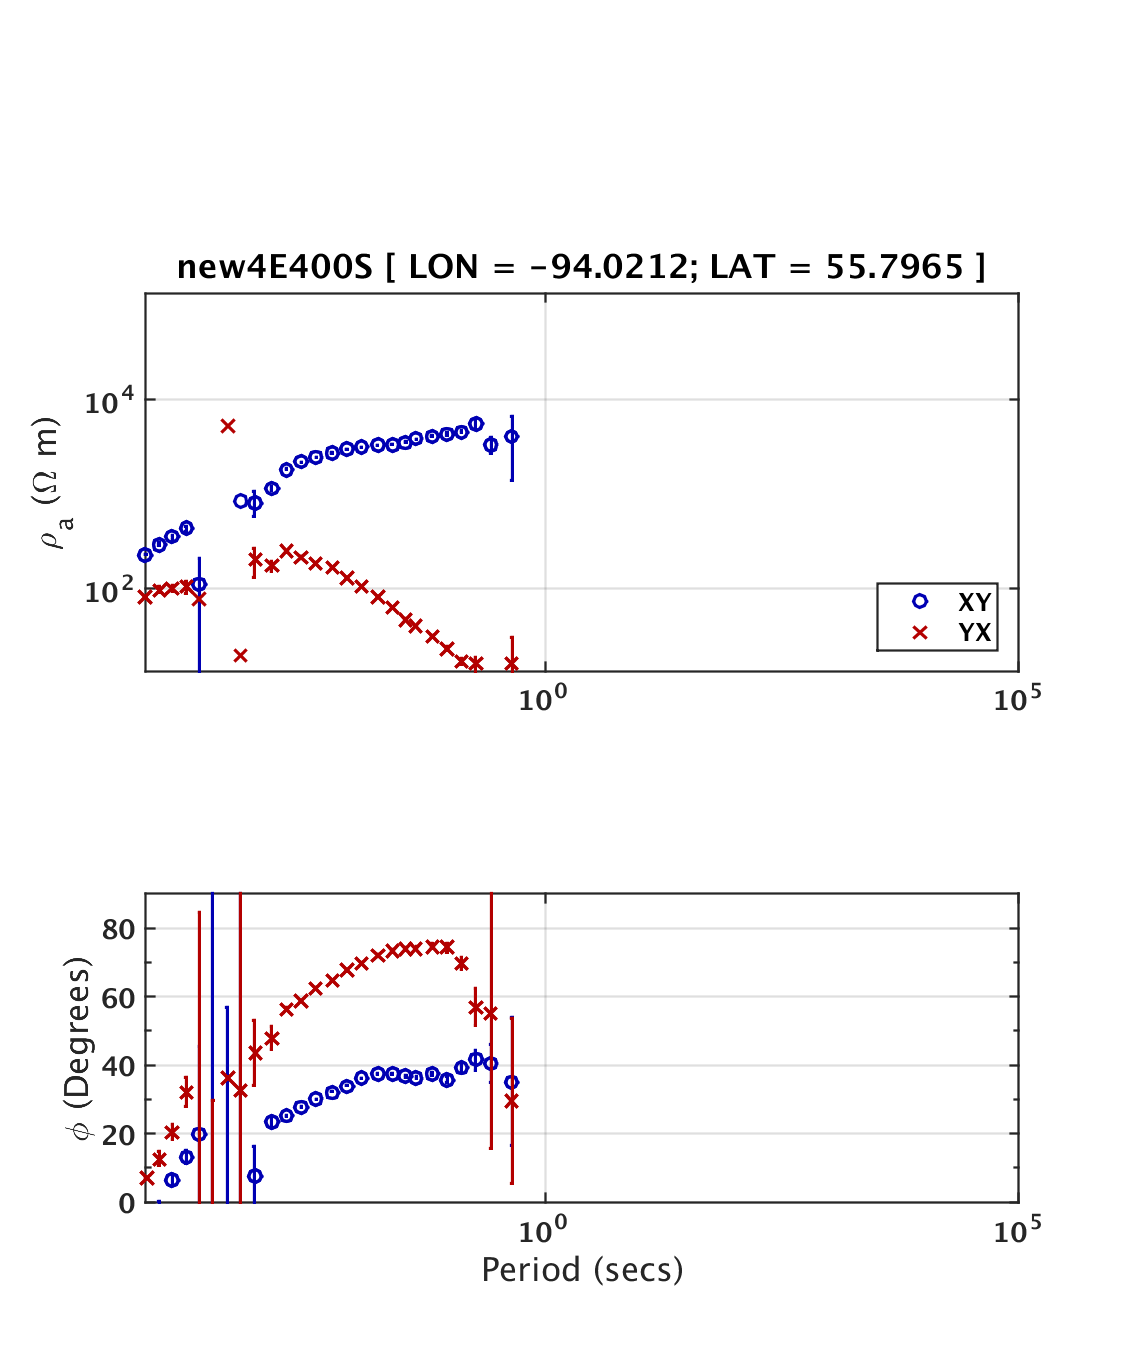 new4E400S [ LON = -94.0212; LAT = 55.7965 ]
ρa (Ω m)
10^4
10^2
XY
YX
10^0
10^5
ϕ (Degrees)
80
60
40
20
0
10^0
10^5
Period (secs)